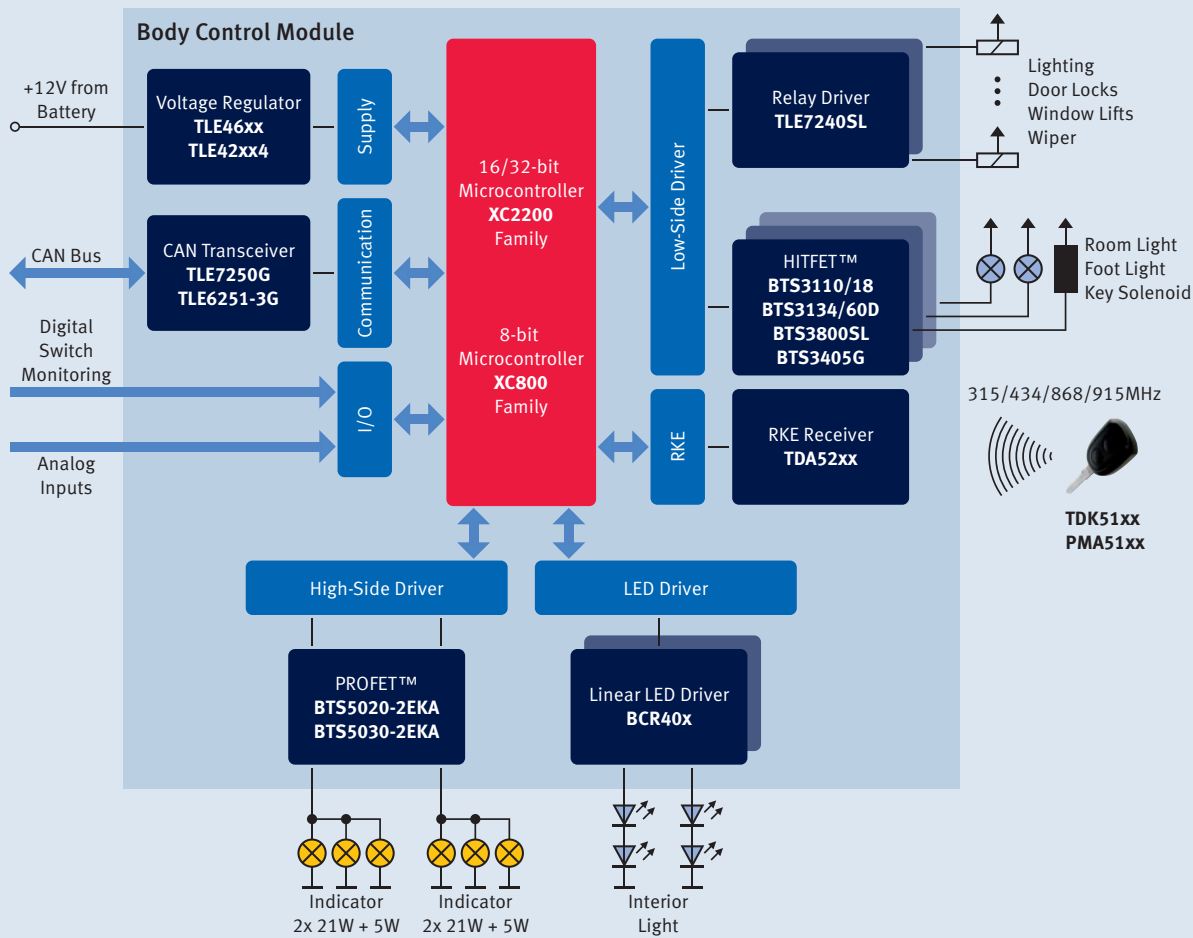 Body Control Module
+12V from
Battery
Voltage Regulator
TLE46xx
TLE42xx4
Supply
CAN Bus
CAN Transceiver
TLE7250G
TLE6251-3G
Communication
Digital
Switch
Monitoring
Analog
Inputs
I/O
16/32-bit
Microcontroller
XC2200
Family
8-bit
Microcontroller
XC800
Family
Low-Side Driver
Relay Driver
TLE7240SL
Lighting
Door Locks
Window Lifts
Wiper
HITFET™
BTS3110/18
BTS3134/60D
BTS3800SL
BTS3405G
Room Light
Foot Light
Key Solenoid
RKE
RKE Receiver
TDA52xx
315/434/868/915MHz
TDK51xx
PMA51xx
High-Side Driver
LED Driver
PROFET™
BTS5020-2EKA
BTS5030-2EKA
Linear LED Driver
BCR40x
Indicator
2x 21W + 5W
Indicator
2x 21W + 5W
Interior
Light